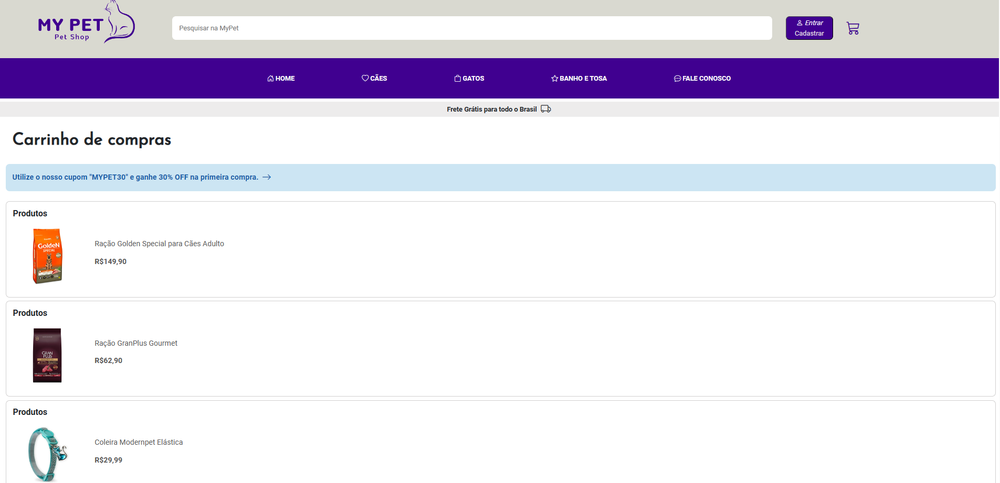 MY PET
Pet Shop
Pesquisar na MyPet
Entrar
Cadastrar
HOME
CÃES
GATOS
BANHO E TOSA
FALE CONOSCO
Frete Grátis para todo o Brasil
Carrinho de compras
Utilize o nosso cupom "MYPET30" e ganhe 30% OFF na primeira compra.
Produtos
GoldeN
SPECIAL
Ração Golden Special para Cães Adulto
R$149,90
Produtos
GRAN
PLUS
Ração GranPlus Gourmet
R$62,90
Produtos
Coleira Modernpet Elástica
R$29,99